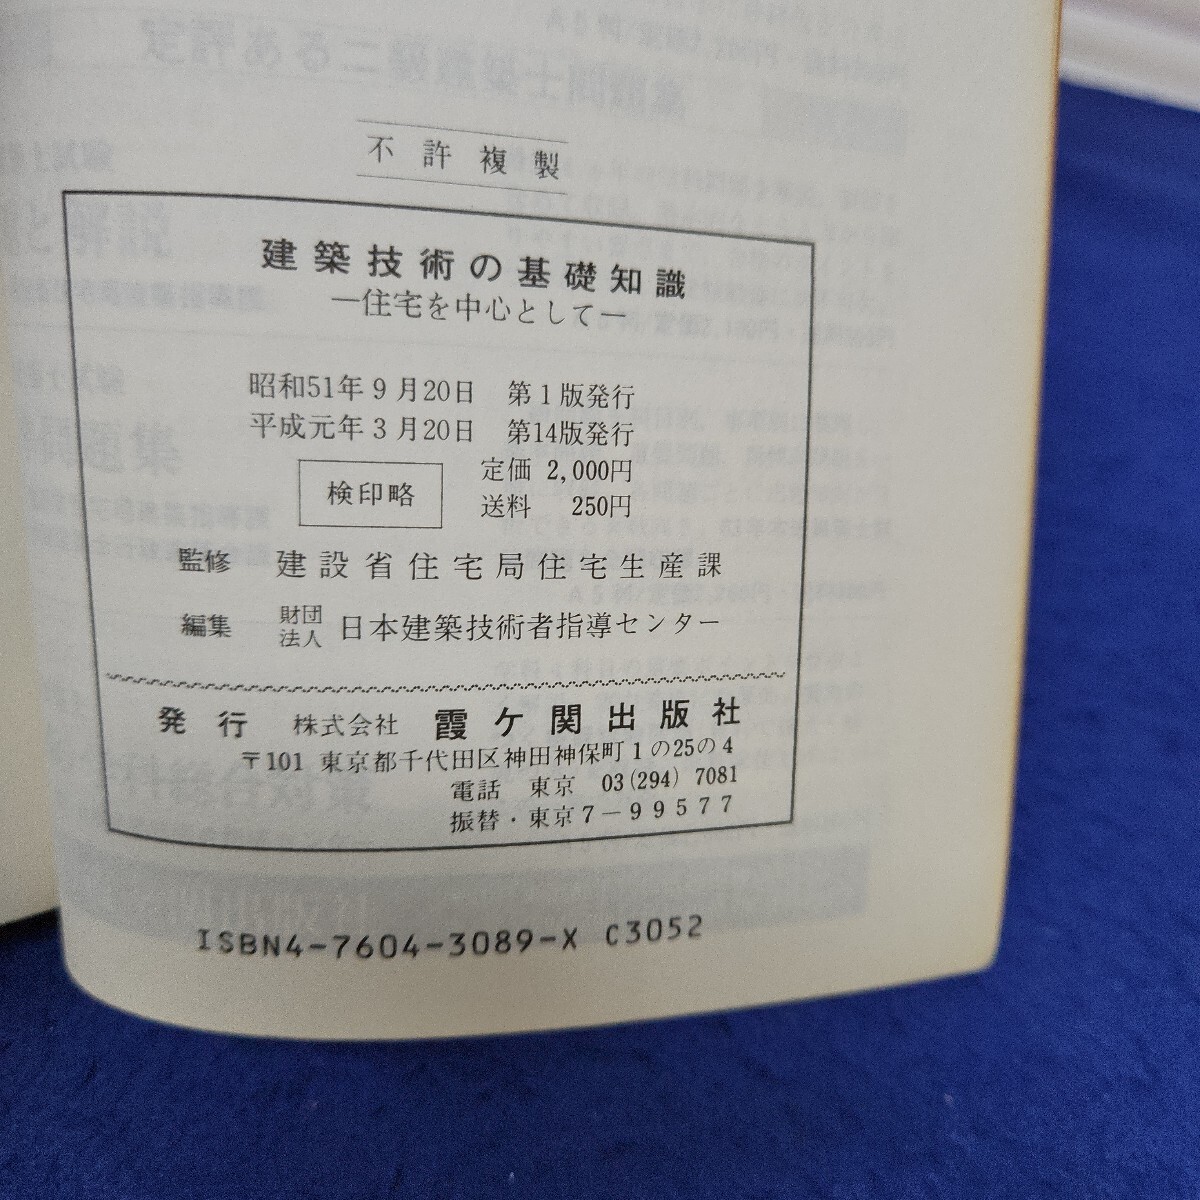 不許複製
建築技術の基礎知識
―住宅を中心として―
昭和51年9月20日 第1版発行
平成元年3月20日 第14版発行
検印略
定価 2,000円
送料 250円
監修 建設省住宅局住宅生産課
編集 財団法人 日本建築技術者指導センター
発行 株式会社 霞ケ関出版社
〒101 東京都千代田区神田神保町1の25の4
電話 東京 03(294)7081
振替・東京7-99577
ISBN4-7604-3089-X C3052